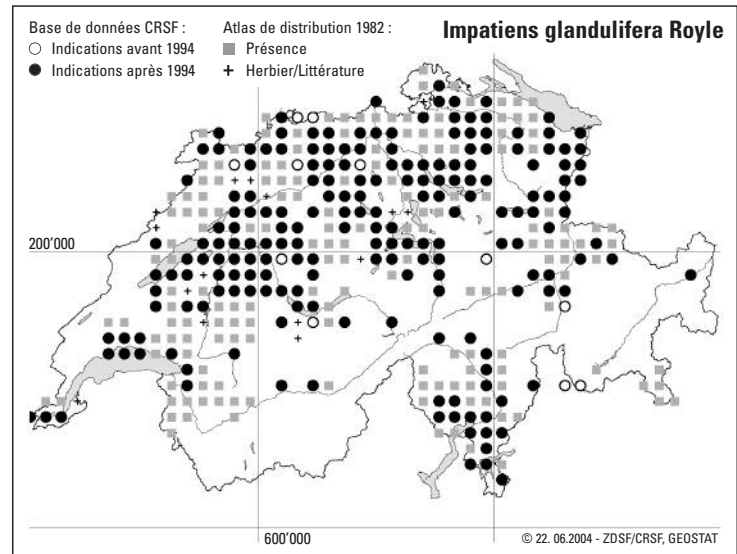 Impatiens glandulifera Royle
Base de données CRSF :
Indications avant 1994
Indications après 1994
Atlas de distribution 1982 :
Présence
Herbier/Littérature
200'000
600'000
© 22. 06.2004 - ZDSF/CRSF, GEOSTAT